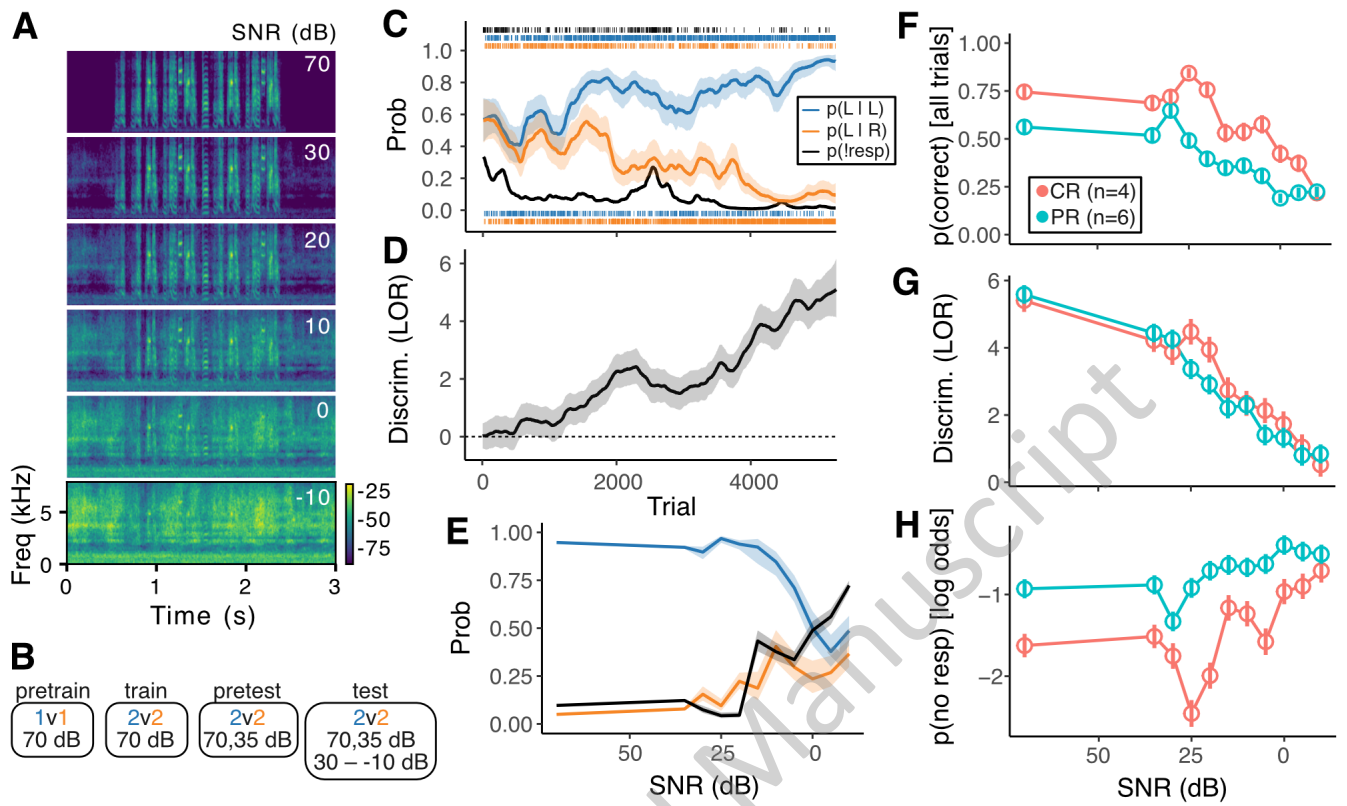 A
SNR (dB)
70
30
20
10
0
-10
Freq (kHz)
5
0
0 1 2 3
Time (s)
-25
-50
-75
B
pretrain train pretest test
1v1 2v2 2v2 2v2
70 dB 70 dB 70,35 dB 70,35 dB
30 – -10 dB
C
Prob
1.0
0.8
0.6
0.4
0.2
0.0
p(L I L)
p(L I R)
p(!resp)
D
Discrim. (LOR)
6
4
2
0
0 2000 4000
Trial
E
Prob
1.00
0.75
0.50
0.25
0.00
50 25 0
SNR (dB)
F
p(correct) [all trials]
1.00
0.75
0.50
0.25
0.00
CR (n=4)
PR (n=6)
G
Discrim. (LOR)
6
4
2
0
H
p(no resp) [log odds]
−1
−2
50 25 0
SNR (dB)
Manuscript